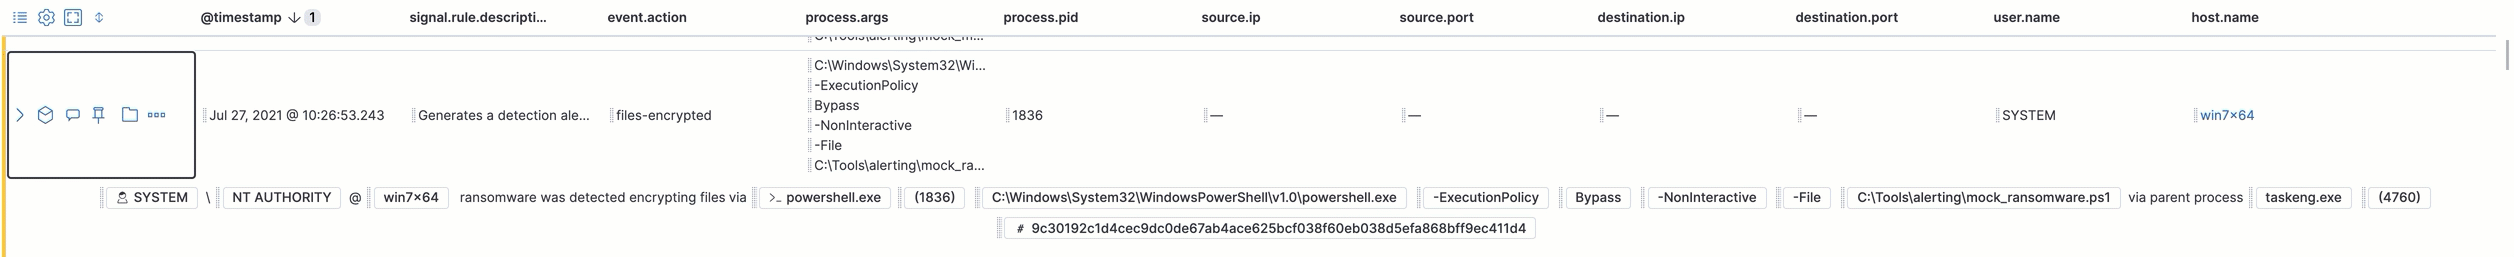 @timestamp ↓ 1 signal.rule.descripti... event.action process.args process.pid source.ip source.port destination.ip destination.port user.name host.name
C:\Tools\alerting\mock_m...
C:\Windows\System32\Wi...
-ExecutionPolicy
Bypass
Jul 27, 2021 @ 10:26:53.243 Generates a detection ale... files-encrypted 1836 — — — — SYSTEM win7x64
-NonInteractive
-File
C:\Tools\alerting\mock_ra...
SYSTEM \ NT AUTHORITY @ win7x64 ransomware was detected encrypting files via >_ powershell.exe (1836) C:\Windows\System32\WindowsPowerShell\v1.0\powershell.exe -ExecutionPolicy Bypass -NonInteractive -File C:\Tools\alerting\mock_ransomware.ps1 via parent process taskeng.exe (4760)
# 9c30192c1d4cec9dc0de67ab4ace625bcf038f60eb038d5efa868bff9ec411d4